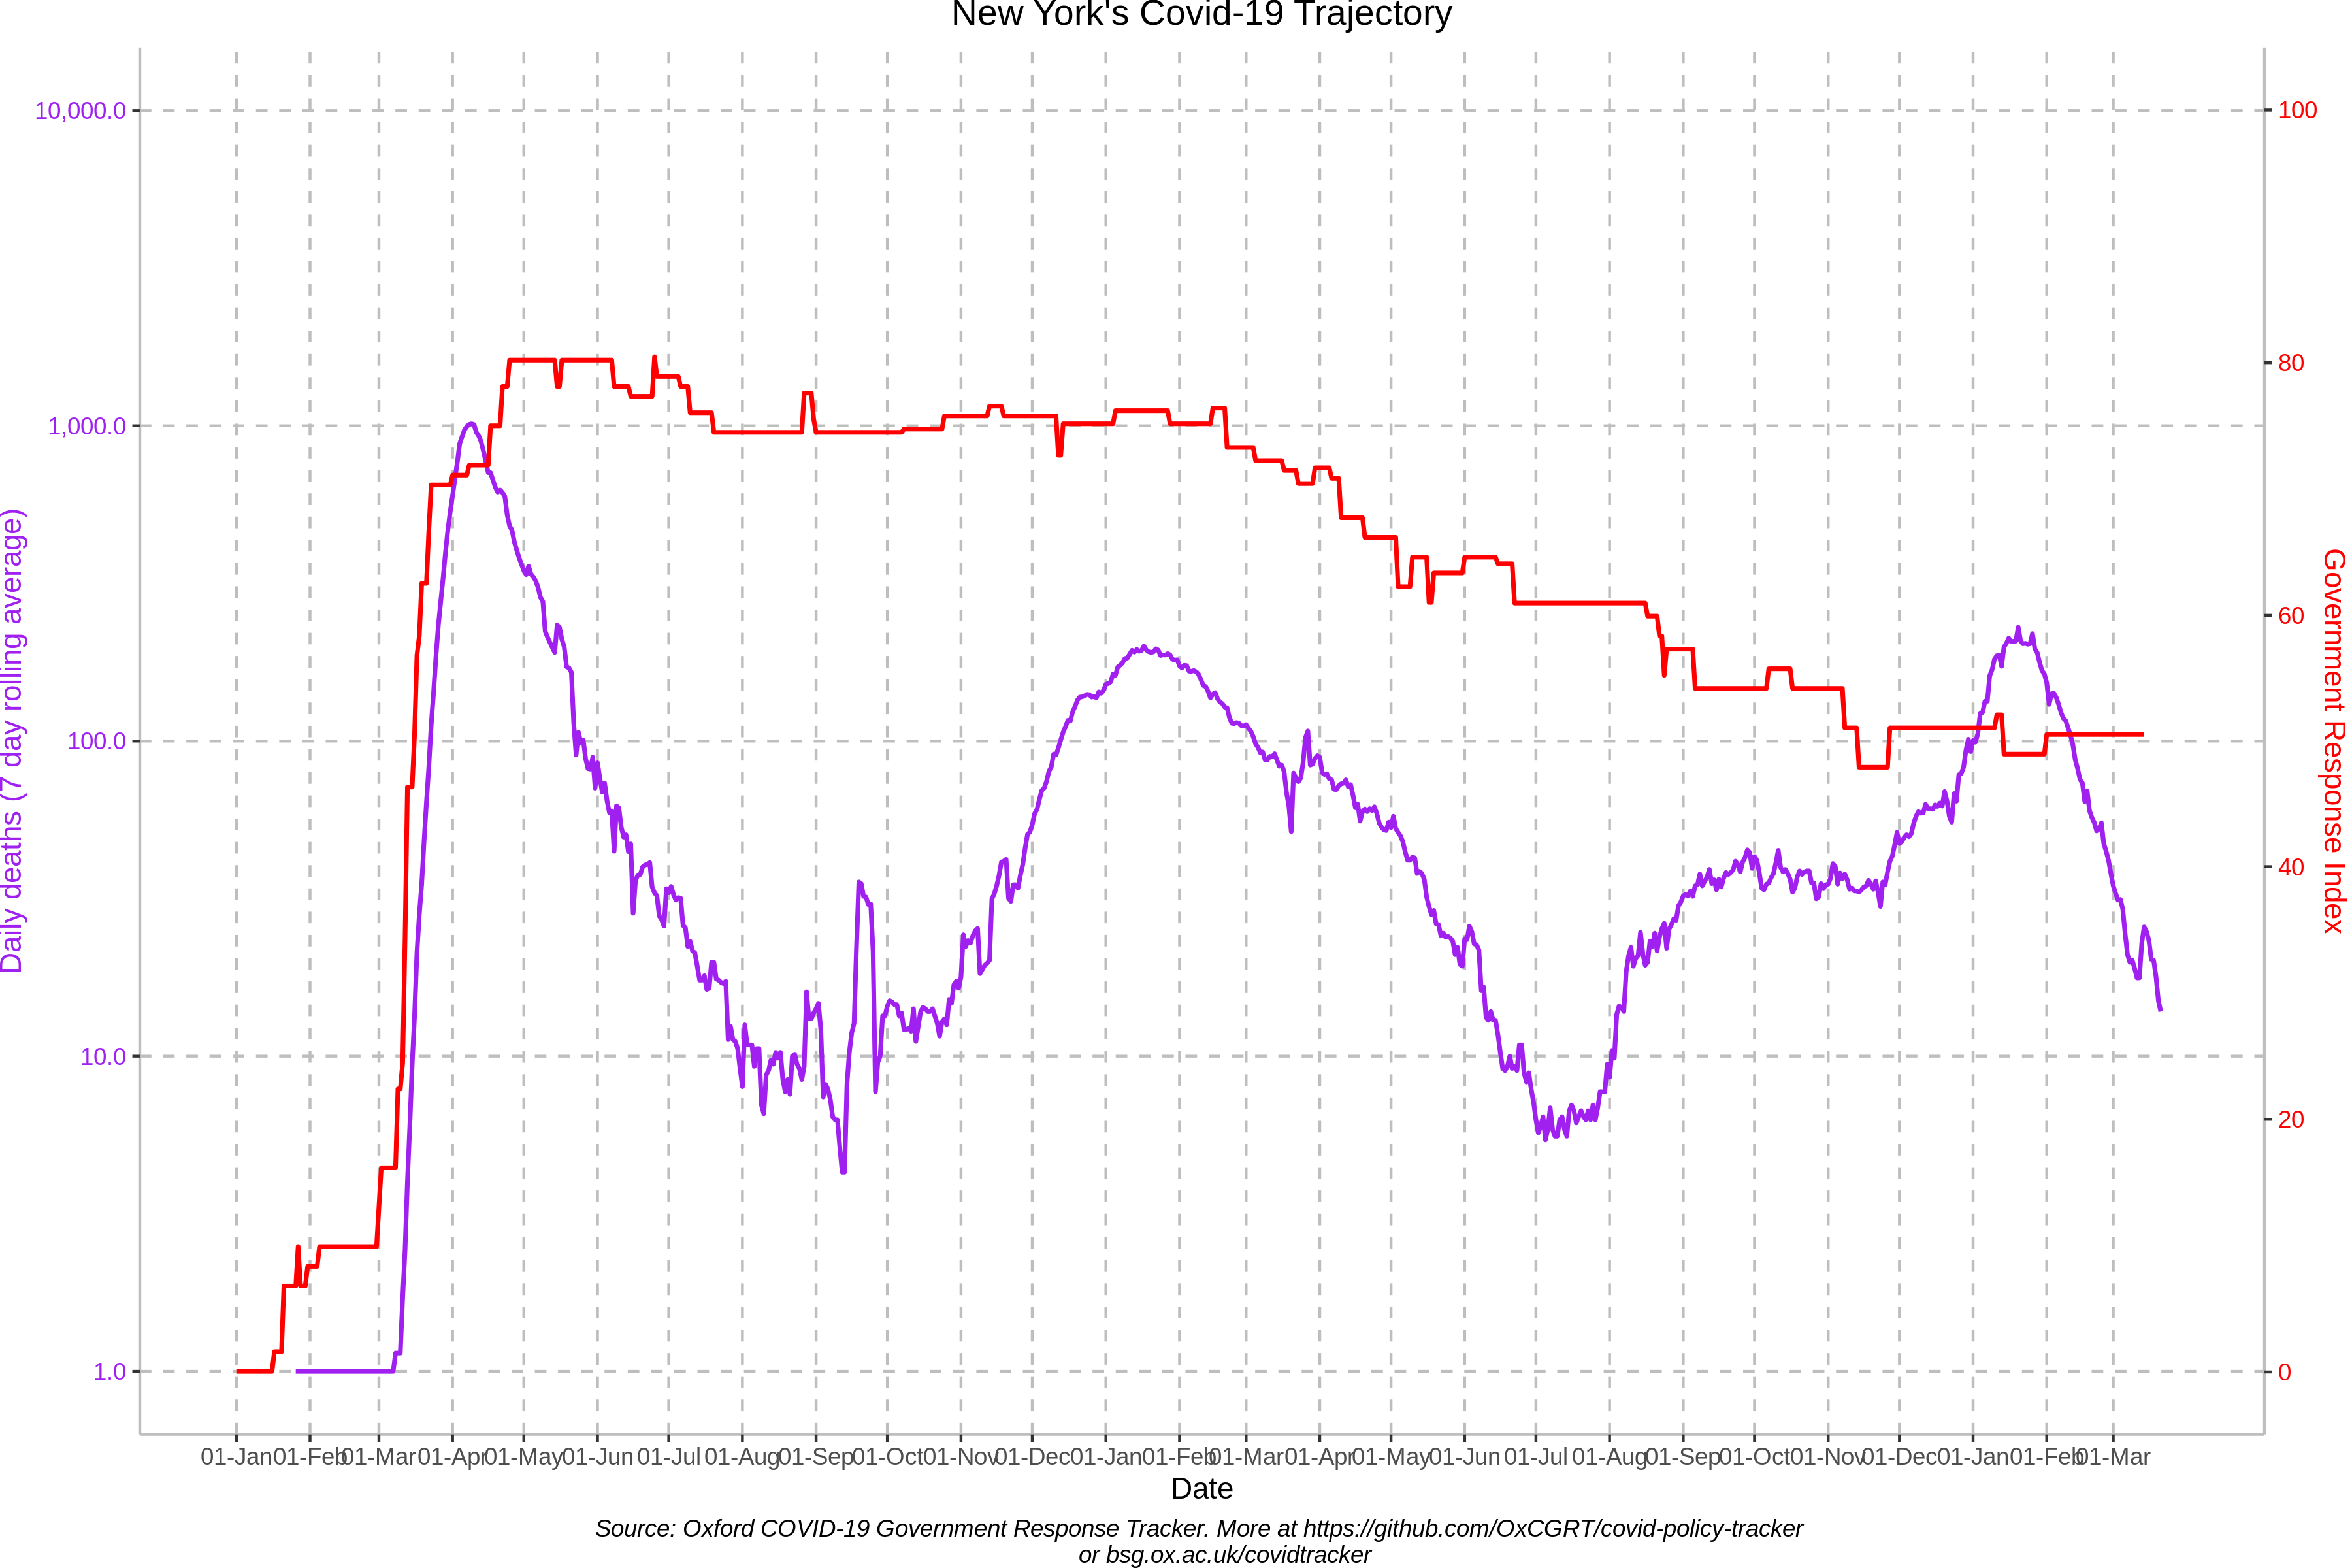 New York's Covid-19 Trajectory
10,000.0
1,000.0
100.0
10.0
1.0
Daily deaths (7 day rolling average)
100
80
60
40
20
0
Government Response Index
01-Jan 01-Feb 01-Mar 01-Apr 01-May 01-Jun 01-Jul 01-Aug 01-Sep 01-Oct 01-Nov 01-Dec 01-Jan 01-Feb 01-Mar 01-Apr 01-May 01-Jun 01-Jul 01-Aug 01-Sep 01-Oct 01-Nov 01-Dec 01-Jan 01-Feb 01-Mar
Date
Source: Oxford COVID-19 Government Response Tracker. More at https://github.com/OxCGRT/covid-policy-tracker
or bsg.ox.ac.uk/covidtracker